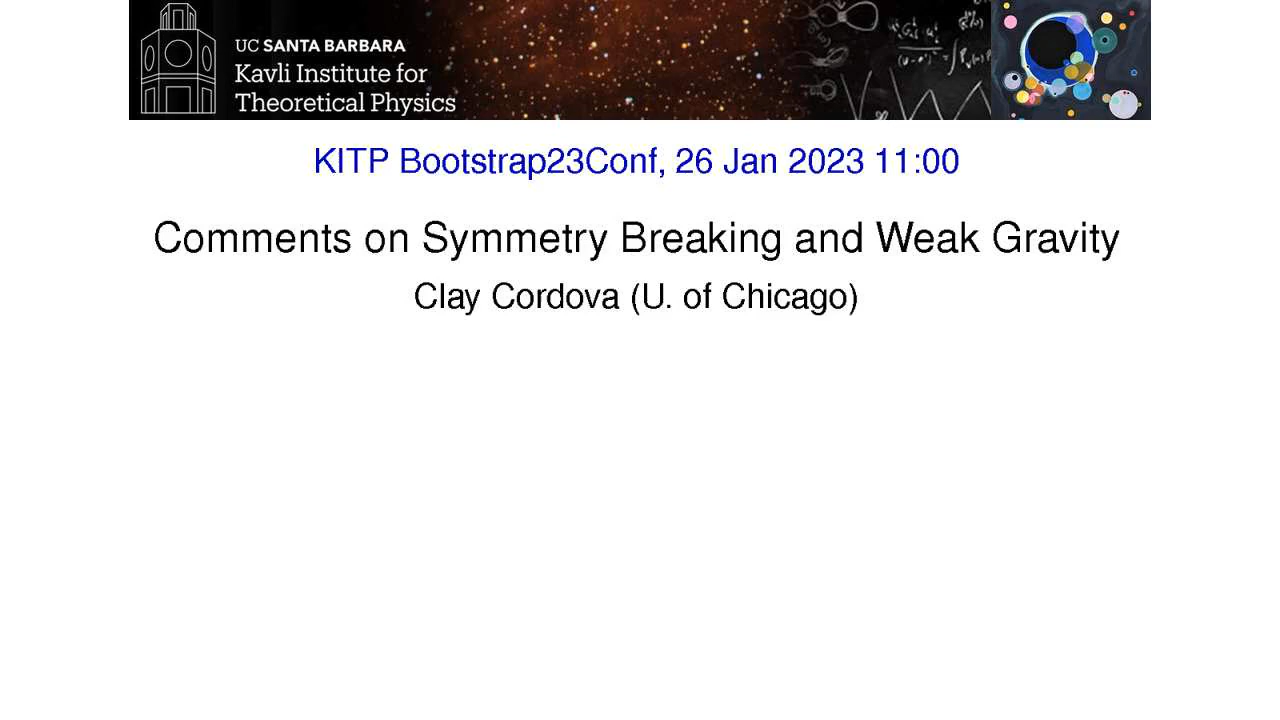 UC SANTA BARBARA
Kavli Institute for
Theoretical Physics
KITP Bootstrap23Conf, 26 Jan 2023 11:00
Comments on Symmetry Breaking and Weak Gravity
Clay Cordova (U. of Chicago)